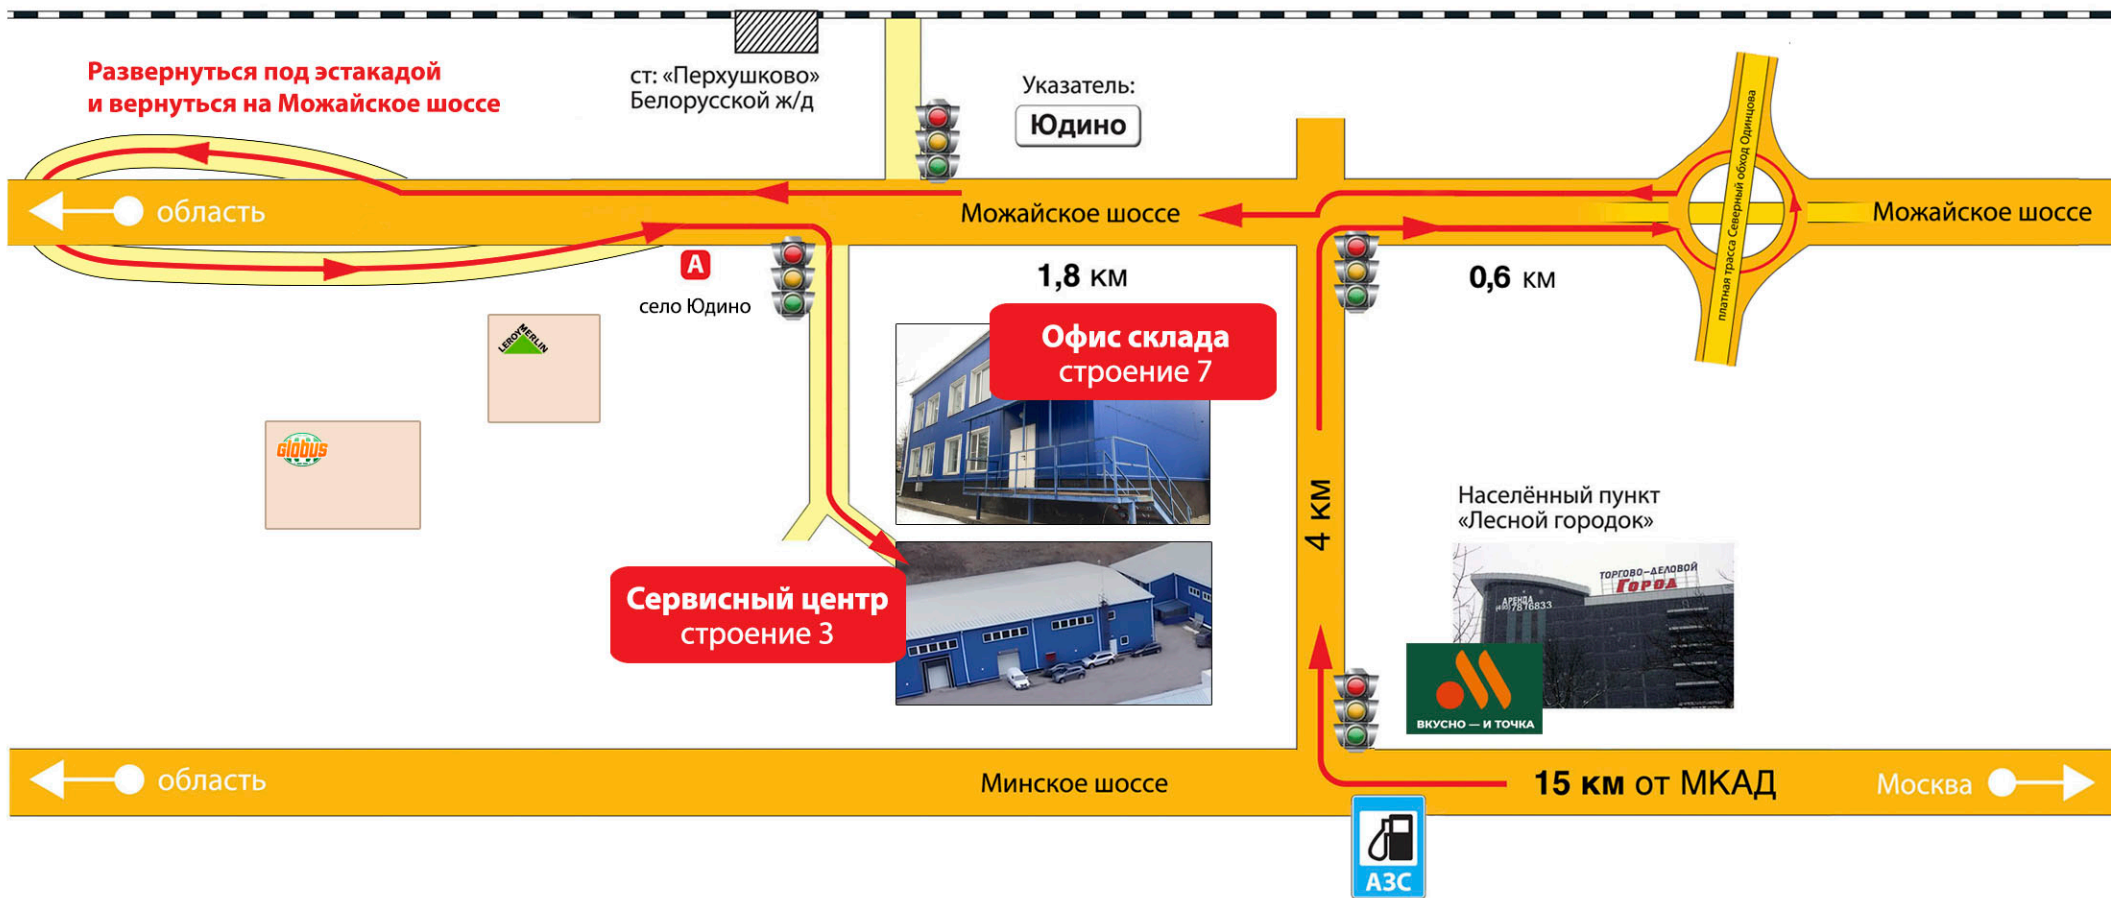 Развернуться под эстакадой
и вернуться на Можайское шоссе
ст: «Перхушково»
Белорусской ж/д
Указатель:
Юдино
платная трасса Северный обход Одинцова
область
Можайское шоссе
Можайское шоссе
А
село Юдино
1,8 км
0,6 км
LEROY MERLIN
Офис склада
строение 7
GLOBUS
4 км
Населённый пункт
«Лесной городок»
ТОРГОВО-ДЕЛОВОЙ
ГОРОД
АРЕНДА
7876833
Сервисный центр
строение 3
ВКУСНО — И ТОЧКА
область
Минское шоссе
15 км от МКАД
Москва
АЗС